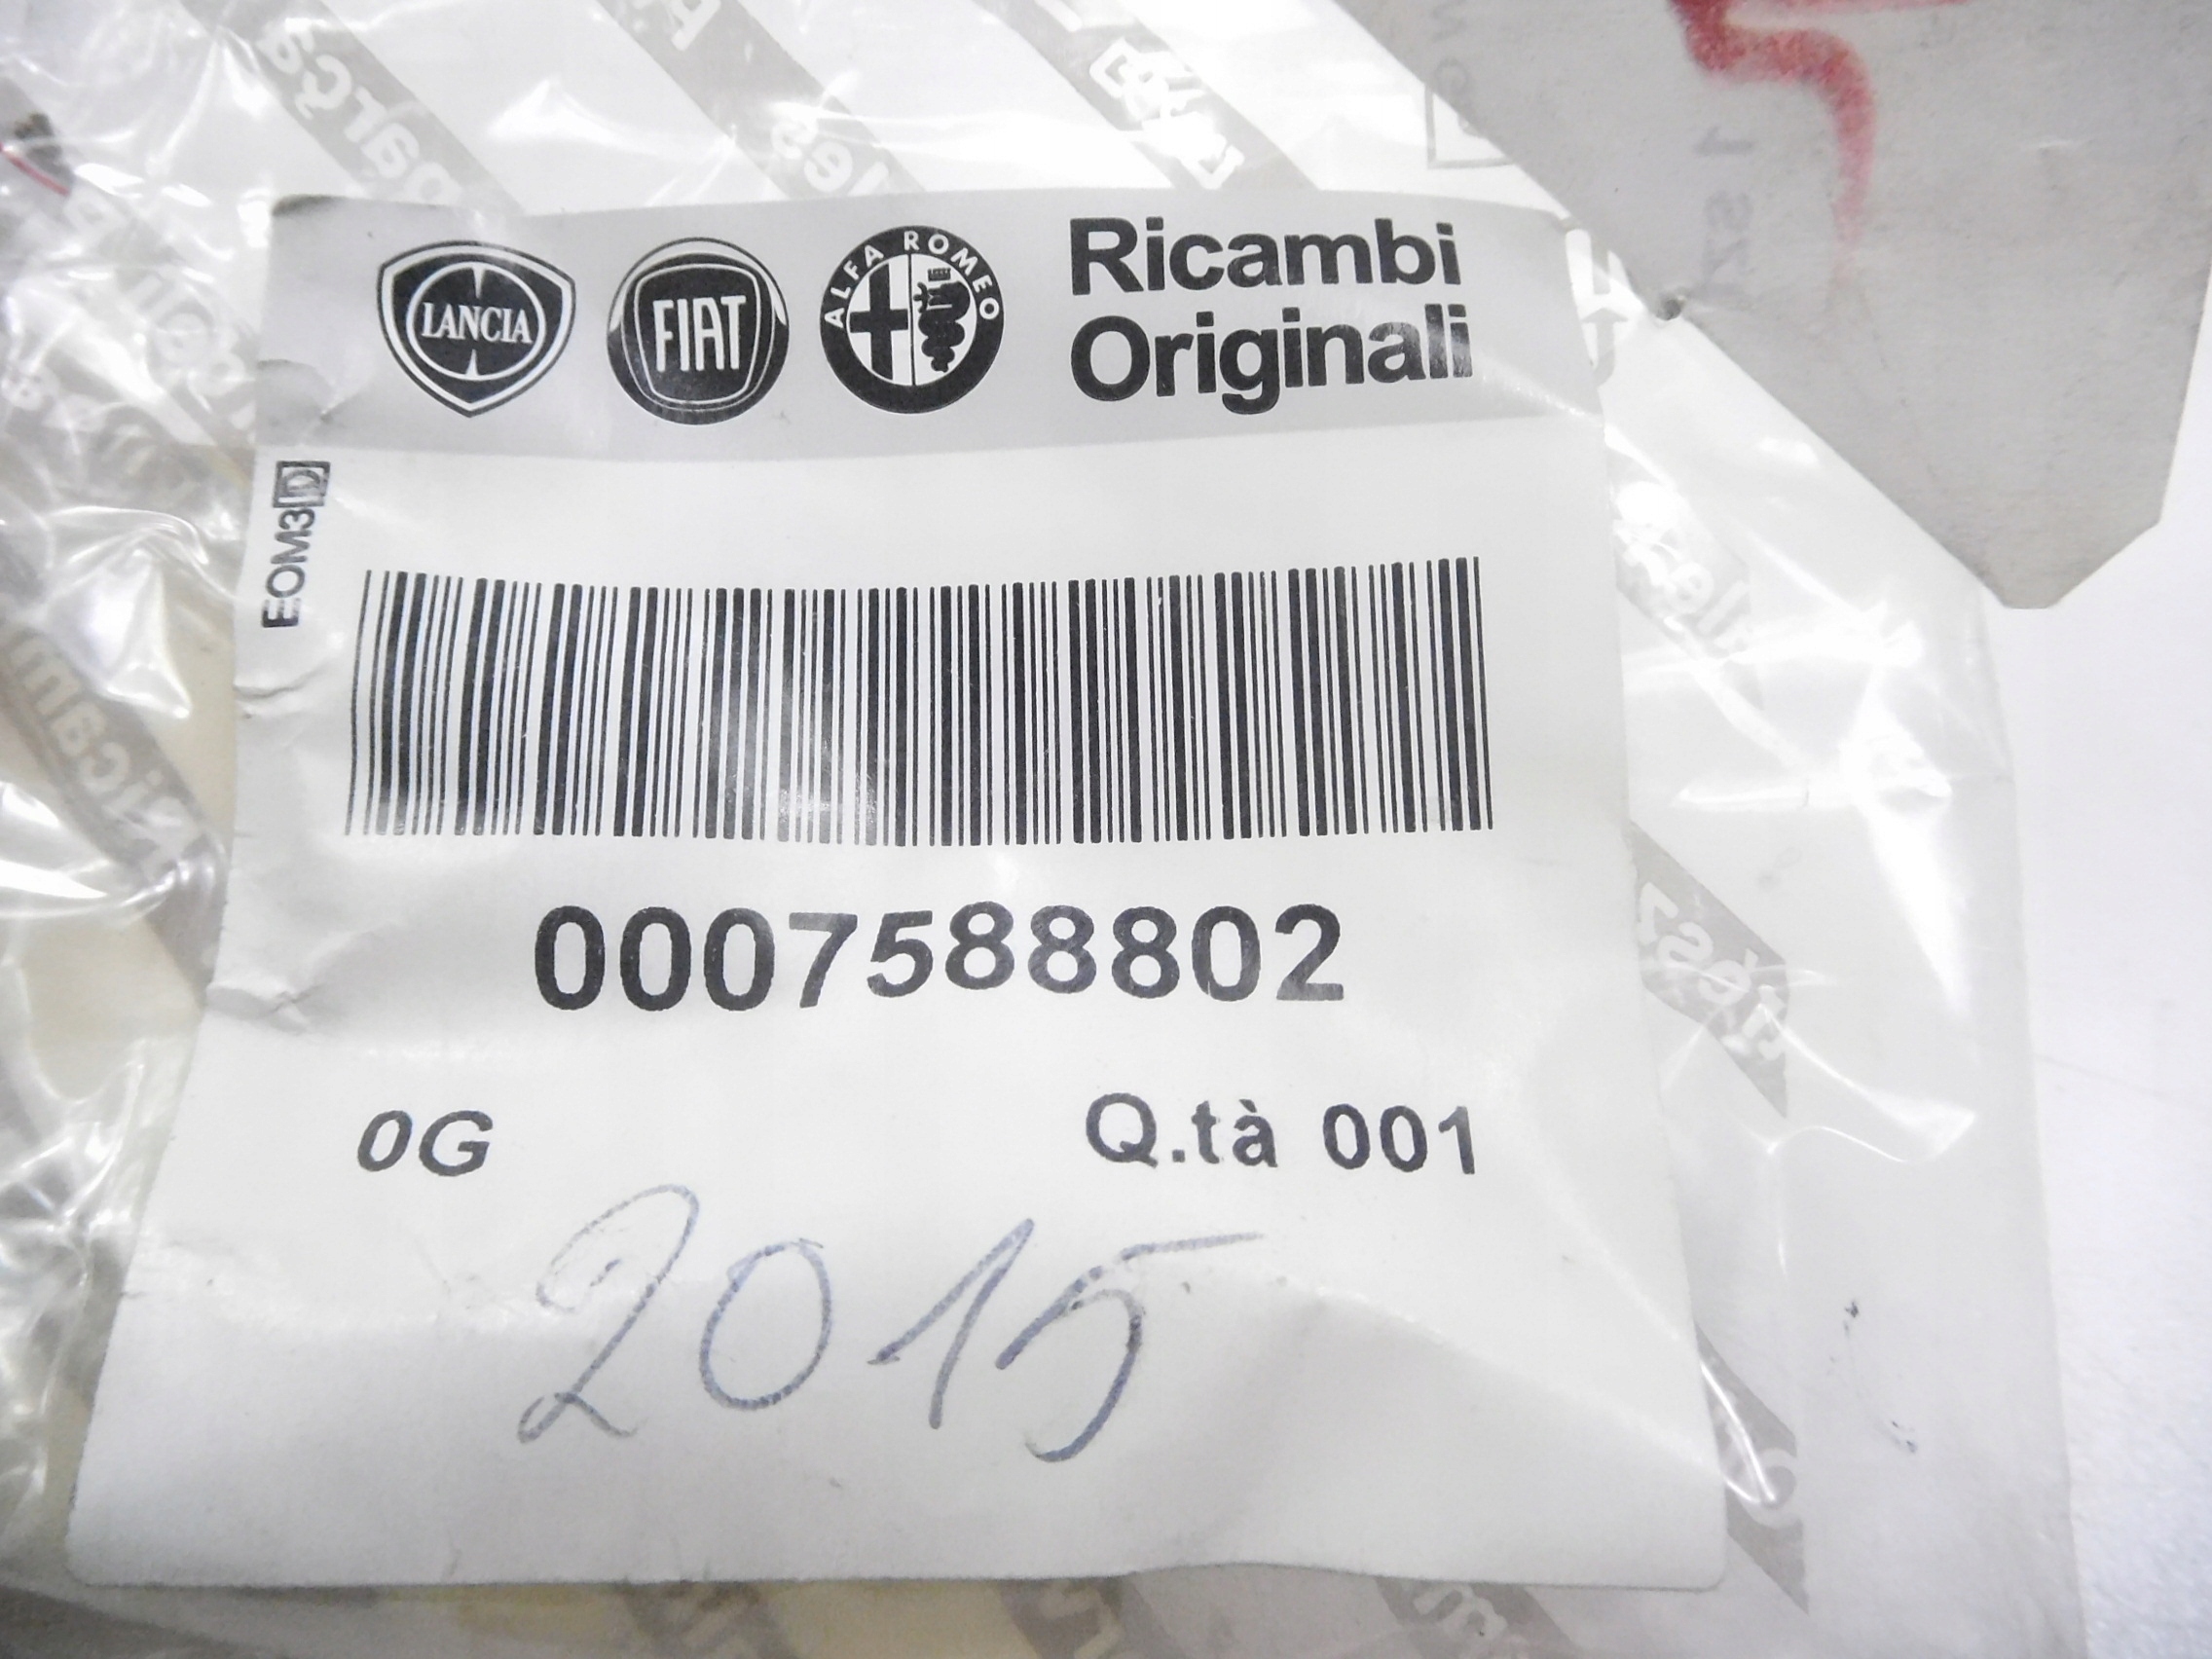 LANCIA FIAT ALFA ROMEO Ricambi
Originali
EOM3D
0007588802
0G Q.tà 001
2015